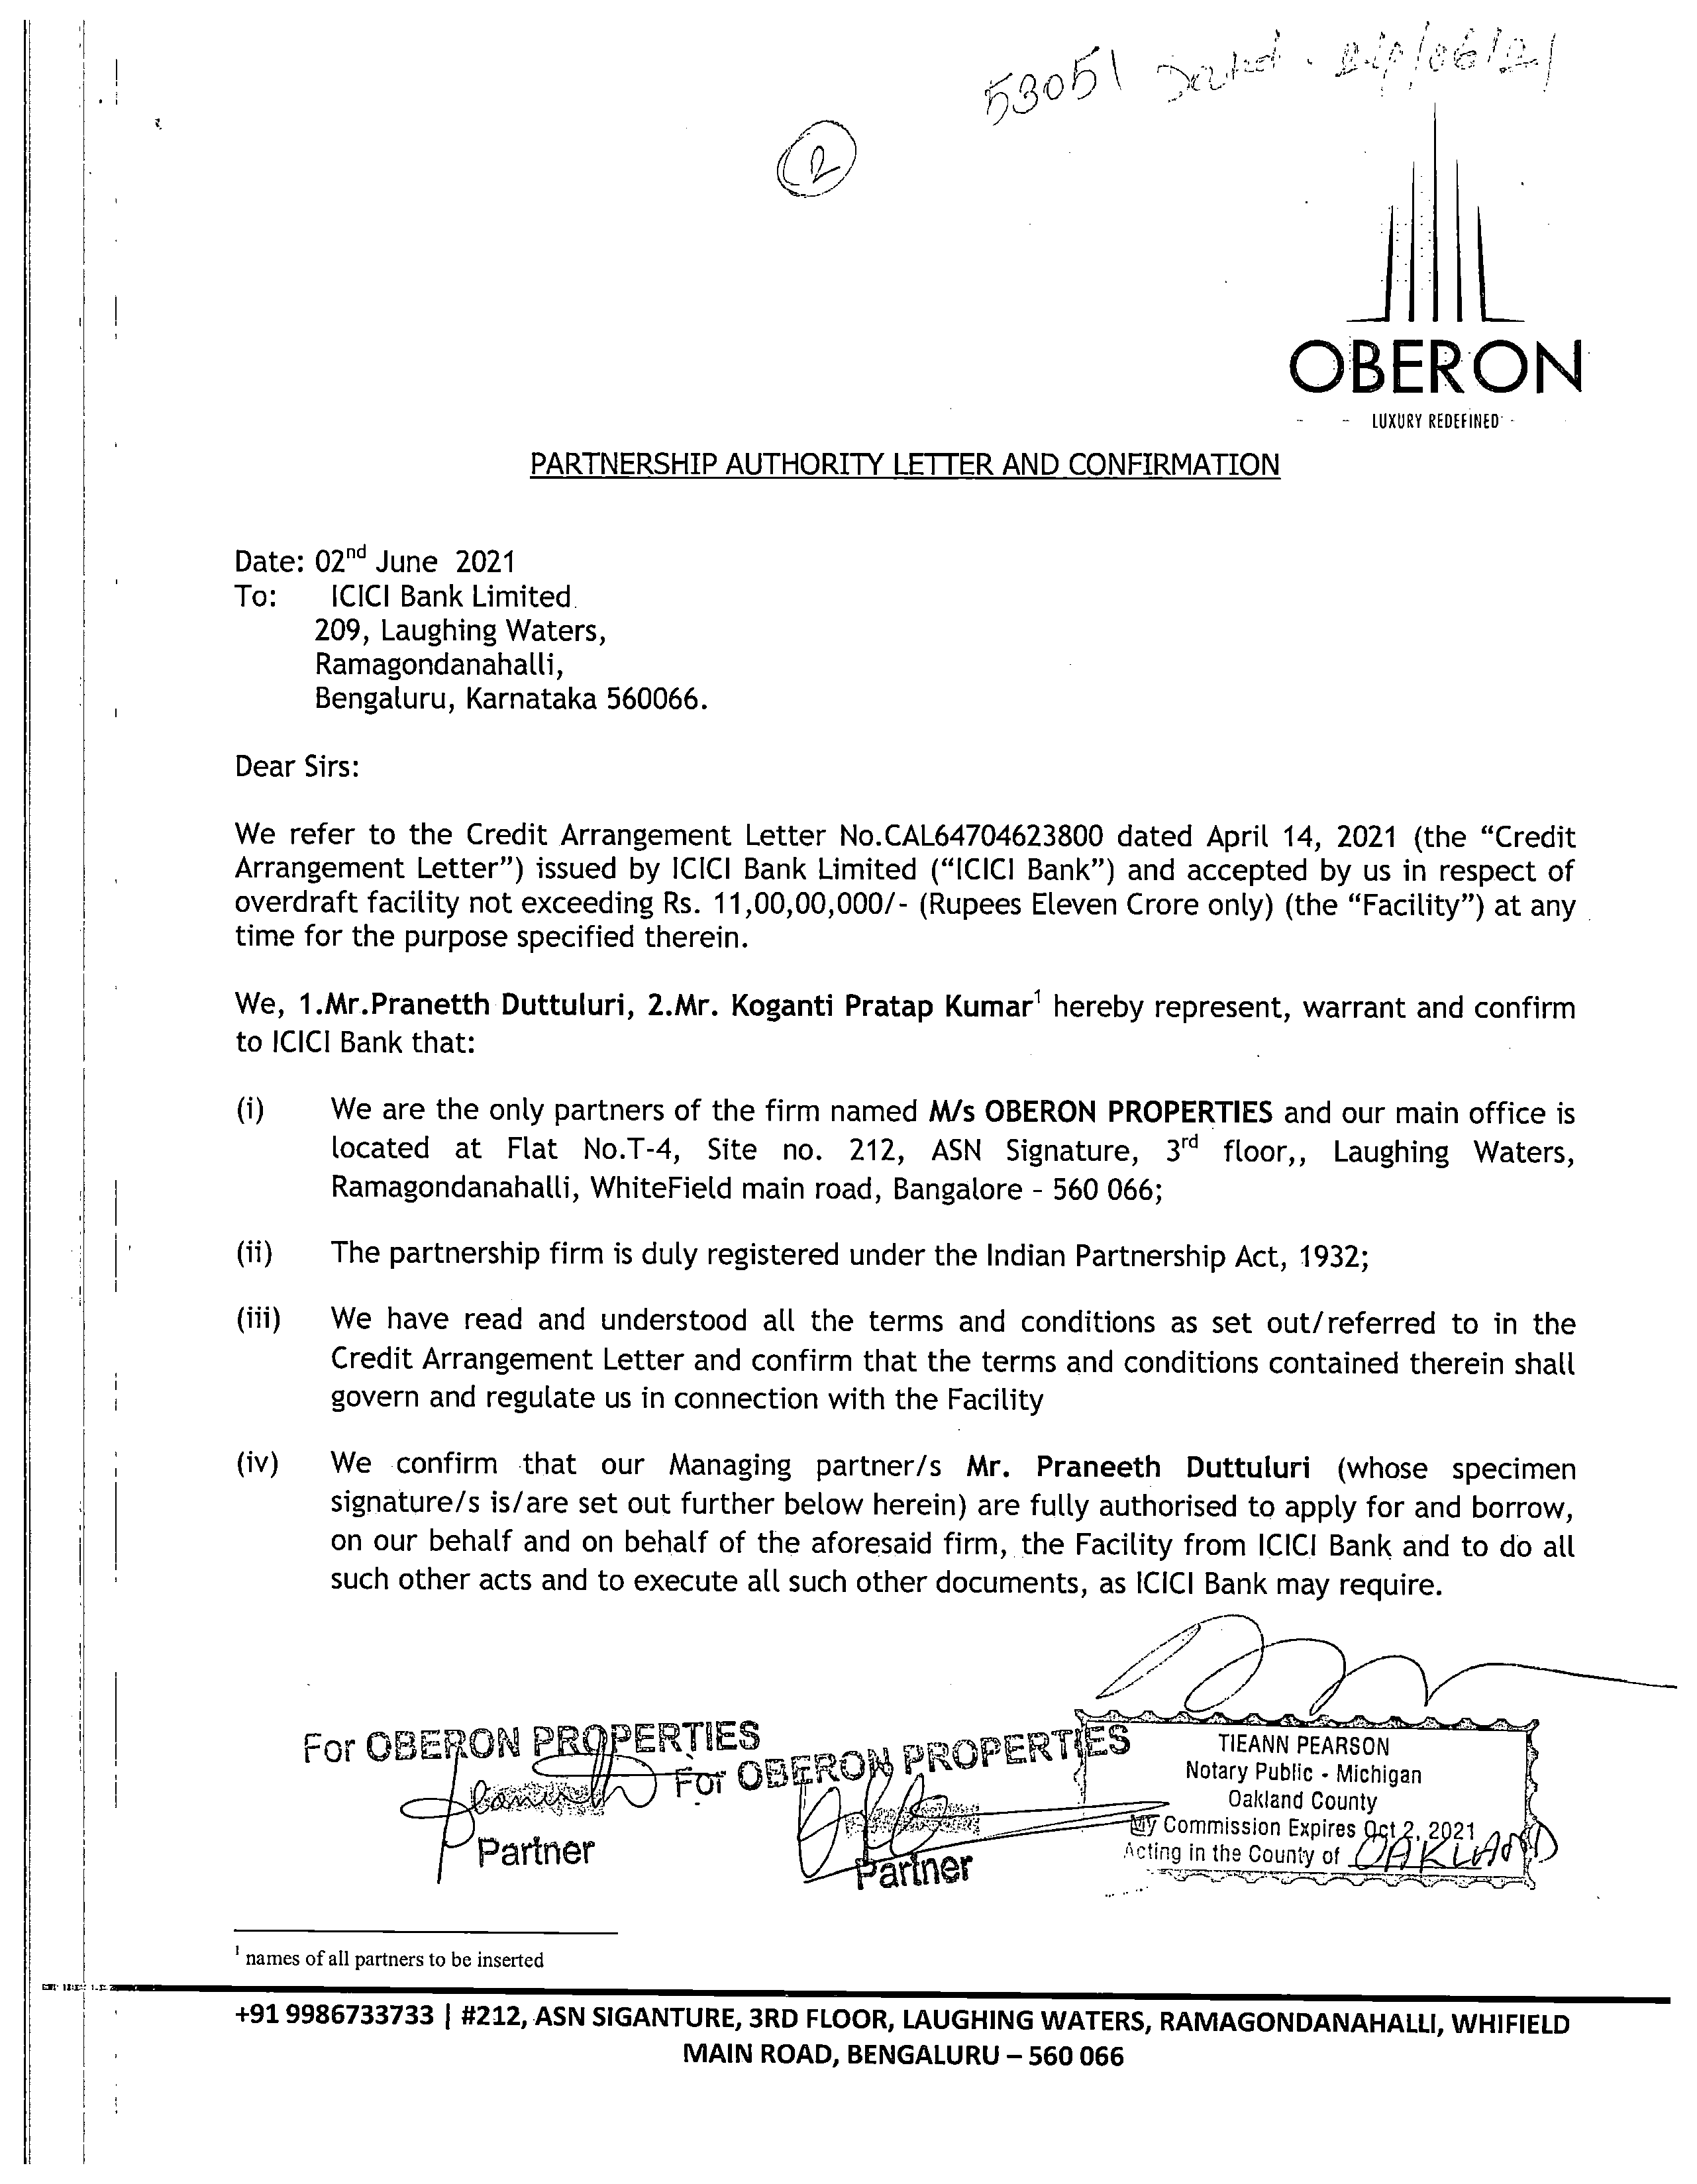 53051 Dated. 24/06/21
2
OBERON
LUXURY REDEFINED
PARTNERSHIP AUTHORITY LETTER AND CONFIRMATION
Date: 02nd June 2021
To: ICICI Bank Limited
209, Laughing Waters,
Ramagondanahalli,
Bengaluru, Karnataka 560066.
Dear Sirs:
We refer to the Credit Arrangement Letter No.CAL64704623800 dated April 14, 2021 (the “Credit
Arrangement Letter”) issued by ICICI Bank Limited (“ICICI Bank”) and accepted by us in respect of
overdraft facility not exceeding Rs. 11,00,00,000/- (Rupees Eleven Crore only) (the “Facility”) at any
time for the purpose specified therein.
We, 1.Mr.Pranetth Duttuluri, 2.Mr. Koganti Pratap Kumar1 hereby represent, warrant and confirm
to ICICI Bank that:
(i) We are the only partners of the firm named M/s OBERON PROPERTIES and our main office is
located at Flat No.T-4, Site no. 212, ASN Signature, 3rd floor,, Laughing Waters,
Ramagondanahalli, WhiteField main road, Bangalore - 560 066;
(ii) The partnership firm is duly registered under the Indian Partnership Act, 1932;
(iii) We have read and understood all the terms and conditions as set out/referred to in the
Credit Arrangement Letter and confirm that the terms and conditions contained therein shall
govern and regulate us in connection with the Facility
(iv) We confirm that our Managing partner/s Mr. Praneeth Duttuluri (whose specimen
signature/s is/are set out further below herein) are fully authorised to apply for and borrow,
on our behalf and on behalf of the aforesaid firm, the Facility from ICICI Bank and to do all
such other acts and to execute all such other documents, as ICICI Bank may require.
For OBERON PROPERTIES
Partner
For OBERON PROPERTIES
Partner
TIEANN PEARSON
Notary Public - Michigan
Oakland County
My Commission Expires Oct 2, 2021
Acting in the County of OAKLAND
1 names of all partners to be inserted
+91 9986733733 | #212, ASN SIGANTURE, 3RD FLOOR, LAUGHING WATERS, RAMAGONDANAHALLI, WHIFIELD
MAIN ROAD, BENGALURU – 560 066